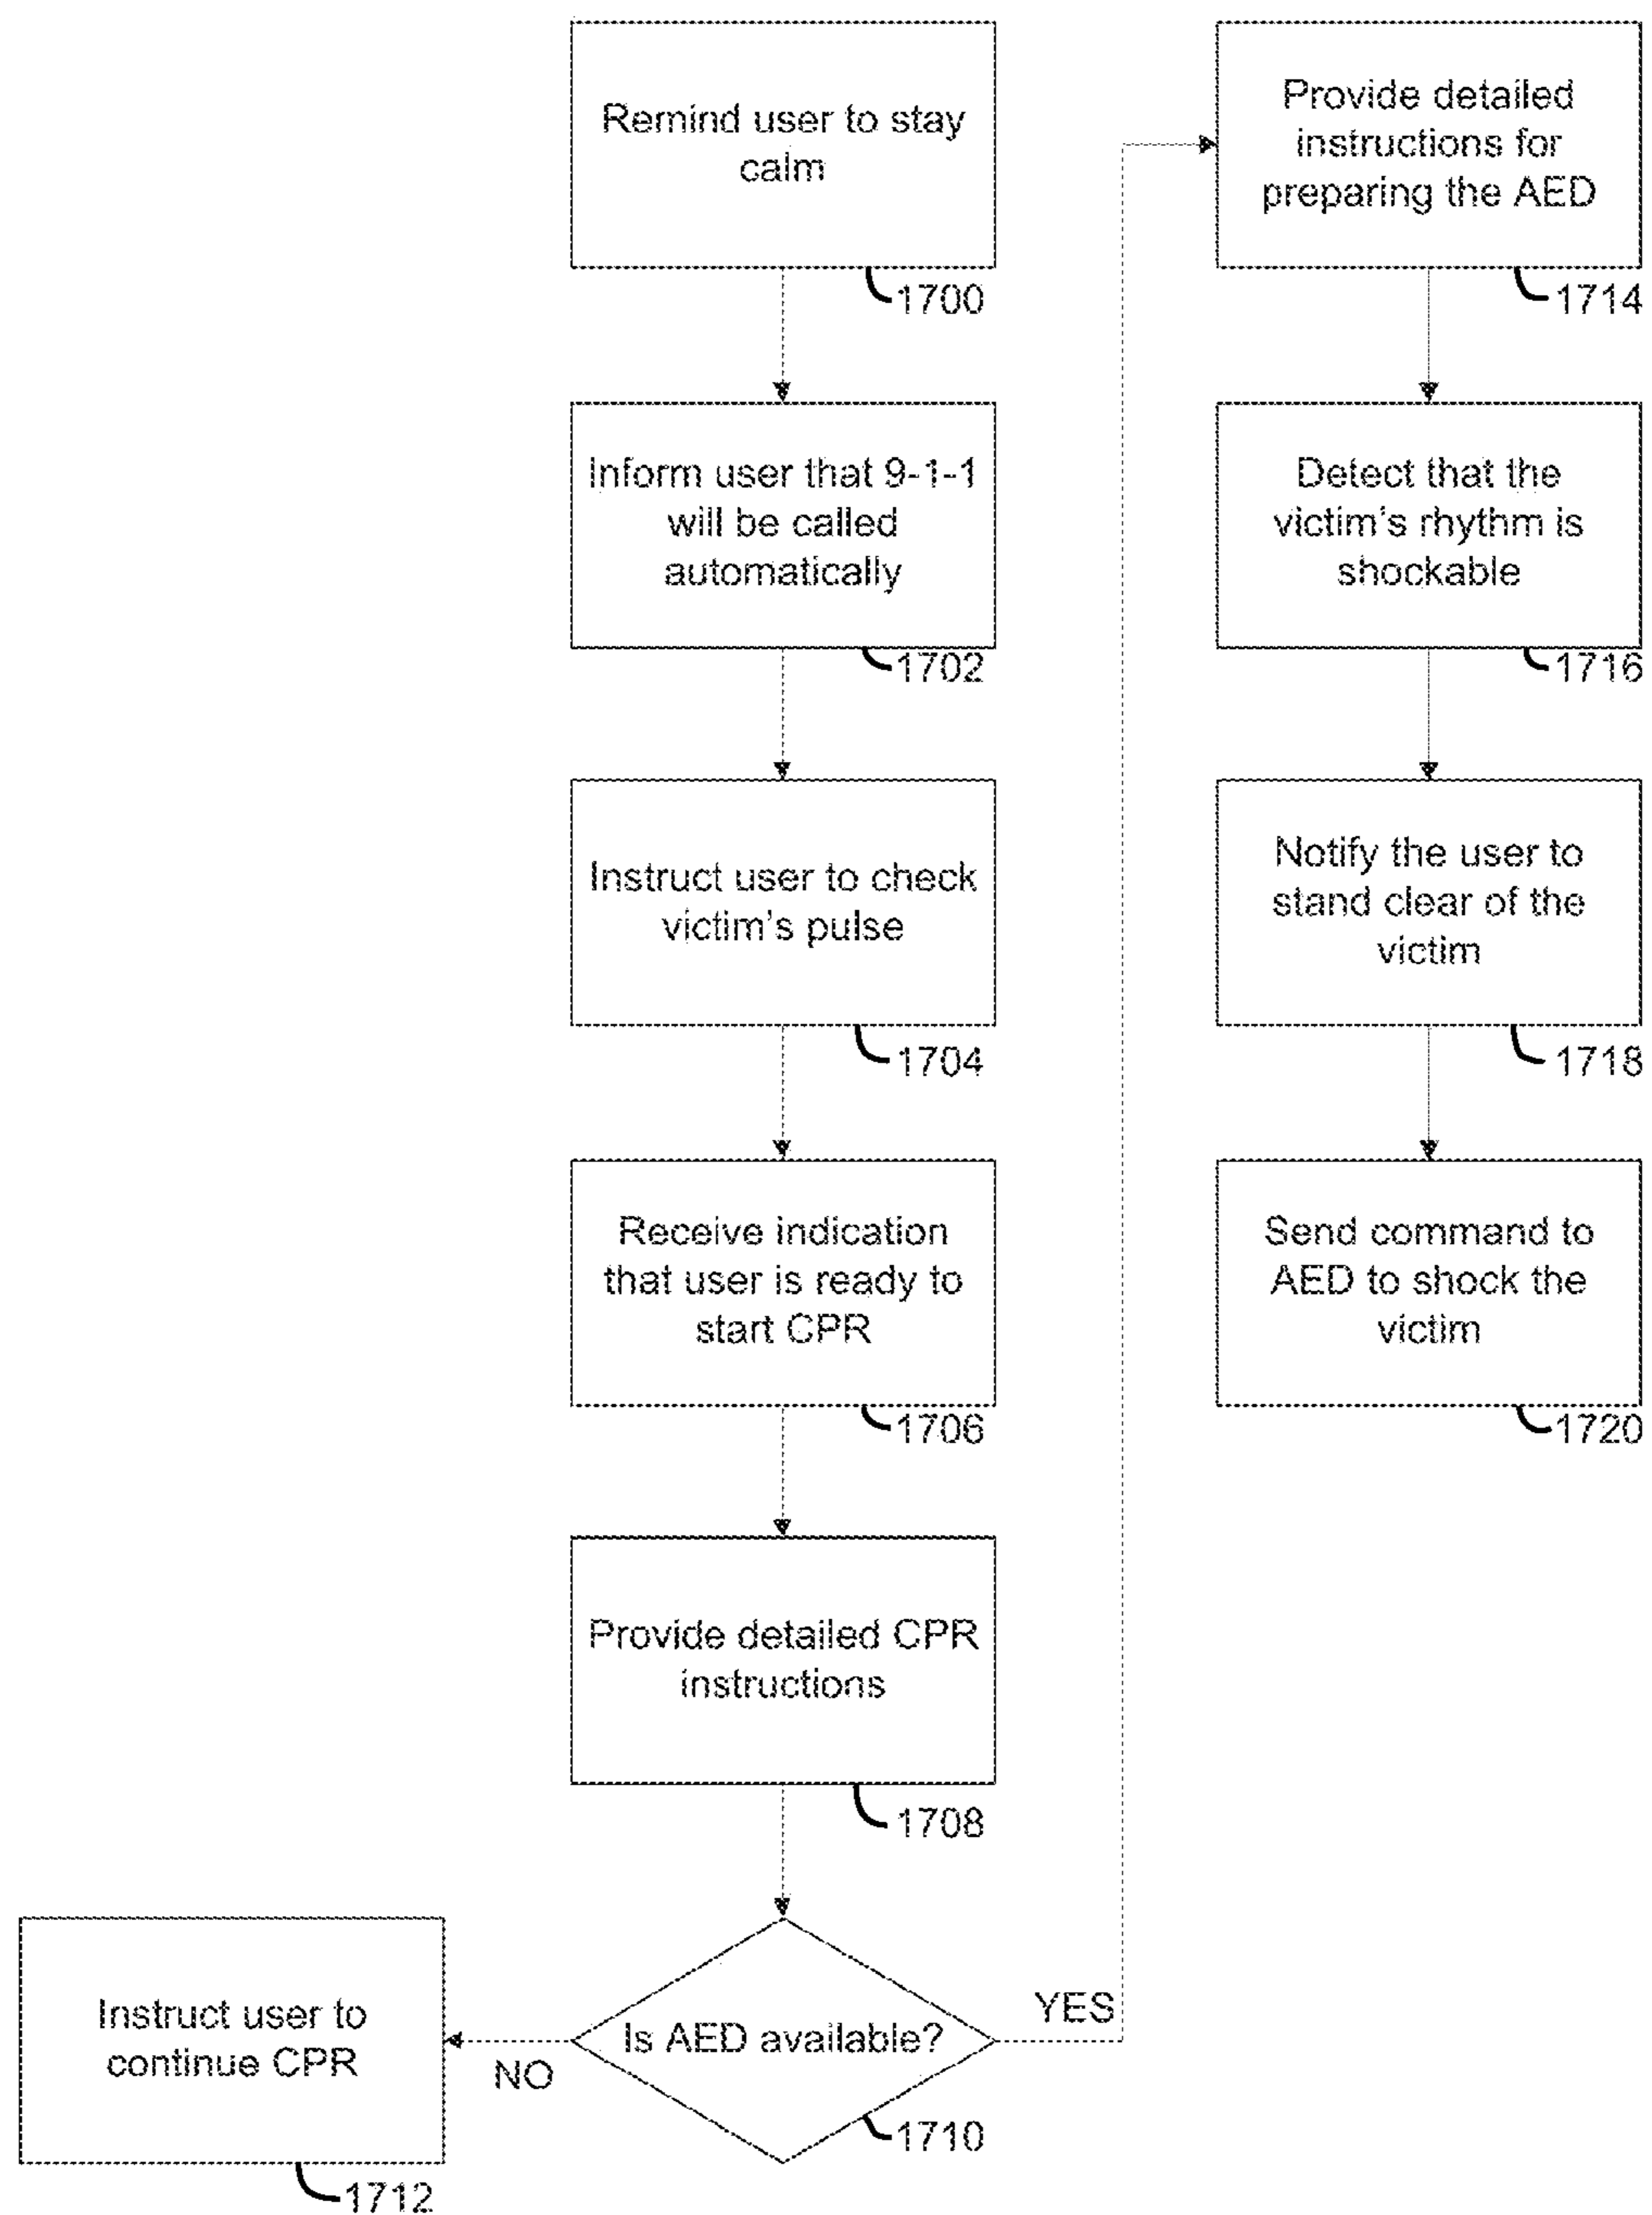 Remind user to stay
calm
1700
Inform user that 9-1-1
will be called
automatically
1702
Instruct user to check
victim's pulse
1704
Receive indication
that user is ready to
start CPR
1706
Provide detailed CPR
instructions
1708
Is AED available?
1710
NO
YES
Instruct user to
continue CPR
1712
Provide detailed
instructions for
preparing the AED
1714
Detect that the
victim's rhythm is
shockable
1716
Notify the user to
stand clear of the
victim
1718
Send command to
AED to shock the
victim
1720